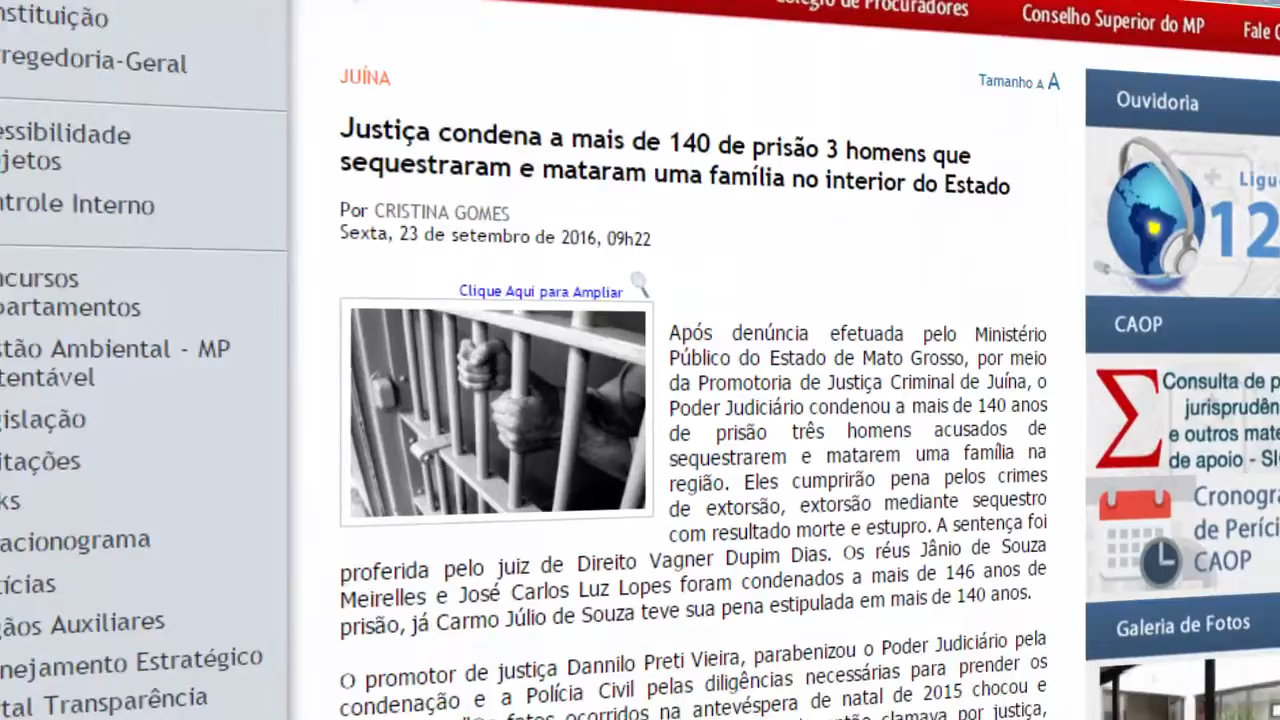 Colégio de Procuradores
Conselho Superior do MP
Fale
JUÍNA
Tamanho A A
Justiça condena a mais de 140 de prisão 3 homens que
sequestraram e mataram uma família no interior do Estado
Por CRISTINA GOMES
Sexta, 23 de setembro de 2016, 09h22
Clique Aqui para Ampliar
Após denúncia efetuada pelo Ministério
Público do Estado de Mato Grosso, por meio
da Promotoria de Justiça Criminal de Juína, o
Poder Judiciário condenou a mais de 140 anos
de prisão três homens acusados de
sequestrarem e matarem uma família na
região. Eles cumprirão pena pelos crimes
de extorsão, extorsão mediante sequestro
com resultado morte e estupro. A sentença foi
proferida pelo juiz de Direito Vagner Dupim Dias. Os réus Jânio de Souza
Meirelles e José Carlos Luz Lopes foram condenados a mais de 146 anos de
prisão, já Carmo Júlio de Souza teve sua pena estipulada em mais de 140 anos.
O promotor de justiça Dannilo Preti Vieira, parabenizou o Poder Judiciário pela
condenação e a Polícia Civil pelas diligências necessárias para prender os
fatos ocorridos na antevéspera de natal de 2015 chocou e
clamava por justiça,
nstituição
rregedoria-Geral
essibilidade
jetos
ntrole Interno
ncursos
partamentos
stão Ambiental - MP
tentável
gislação
itações
ks
acionograma
tícias
gãos Auxiliares
nejamento Estratégico
tal Transparência
Ouvidoria
Ligue
12
CAOP
Consulta de p
jurisprudên
e outros mate
de apoio - SI
Cronogra
de Períci
CAOP
Galeria de Fotos